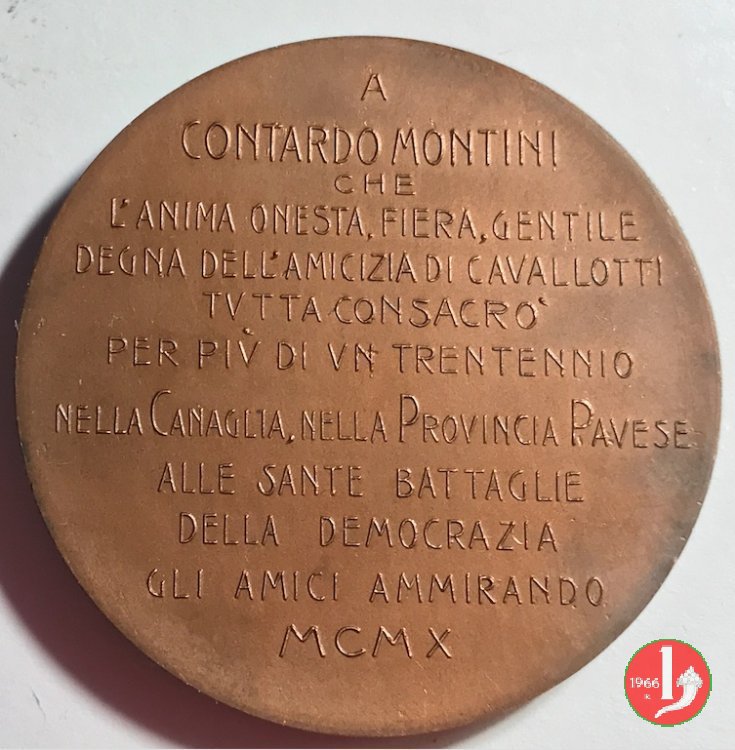 A
CONTARDO MONTINI
CHE
L'ANIMA ONESTA, FIERA, GENTILE
DEGNA DELL'AMICIZIA DI CAVALLOTTI
TVTTA CONSACRO'
PER PIV̀ DI VN TRENTENNIO
NELLA CANAGLIA, NELLA PROVINCIA PAVESE
ALLE SANTE BATTAGLIE
DELLA DEMOCRAZIA
GLI AMICI AMMIRANDO
MCMX
1966
R.